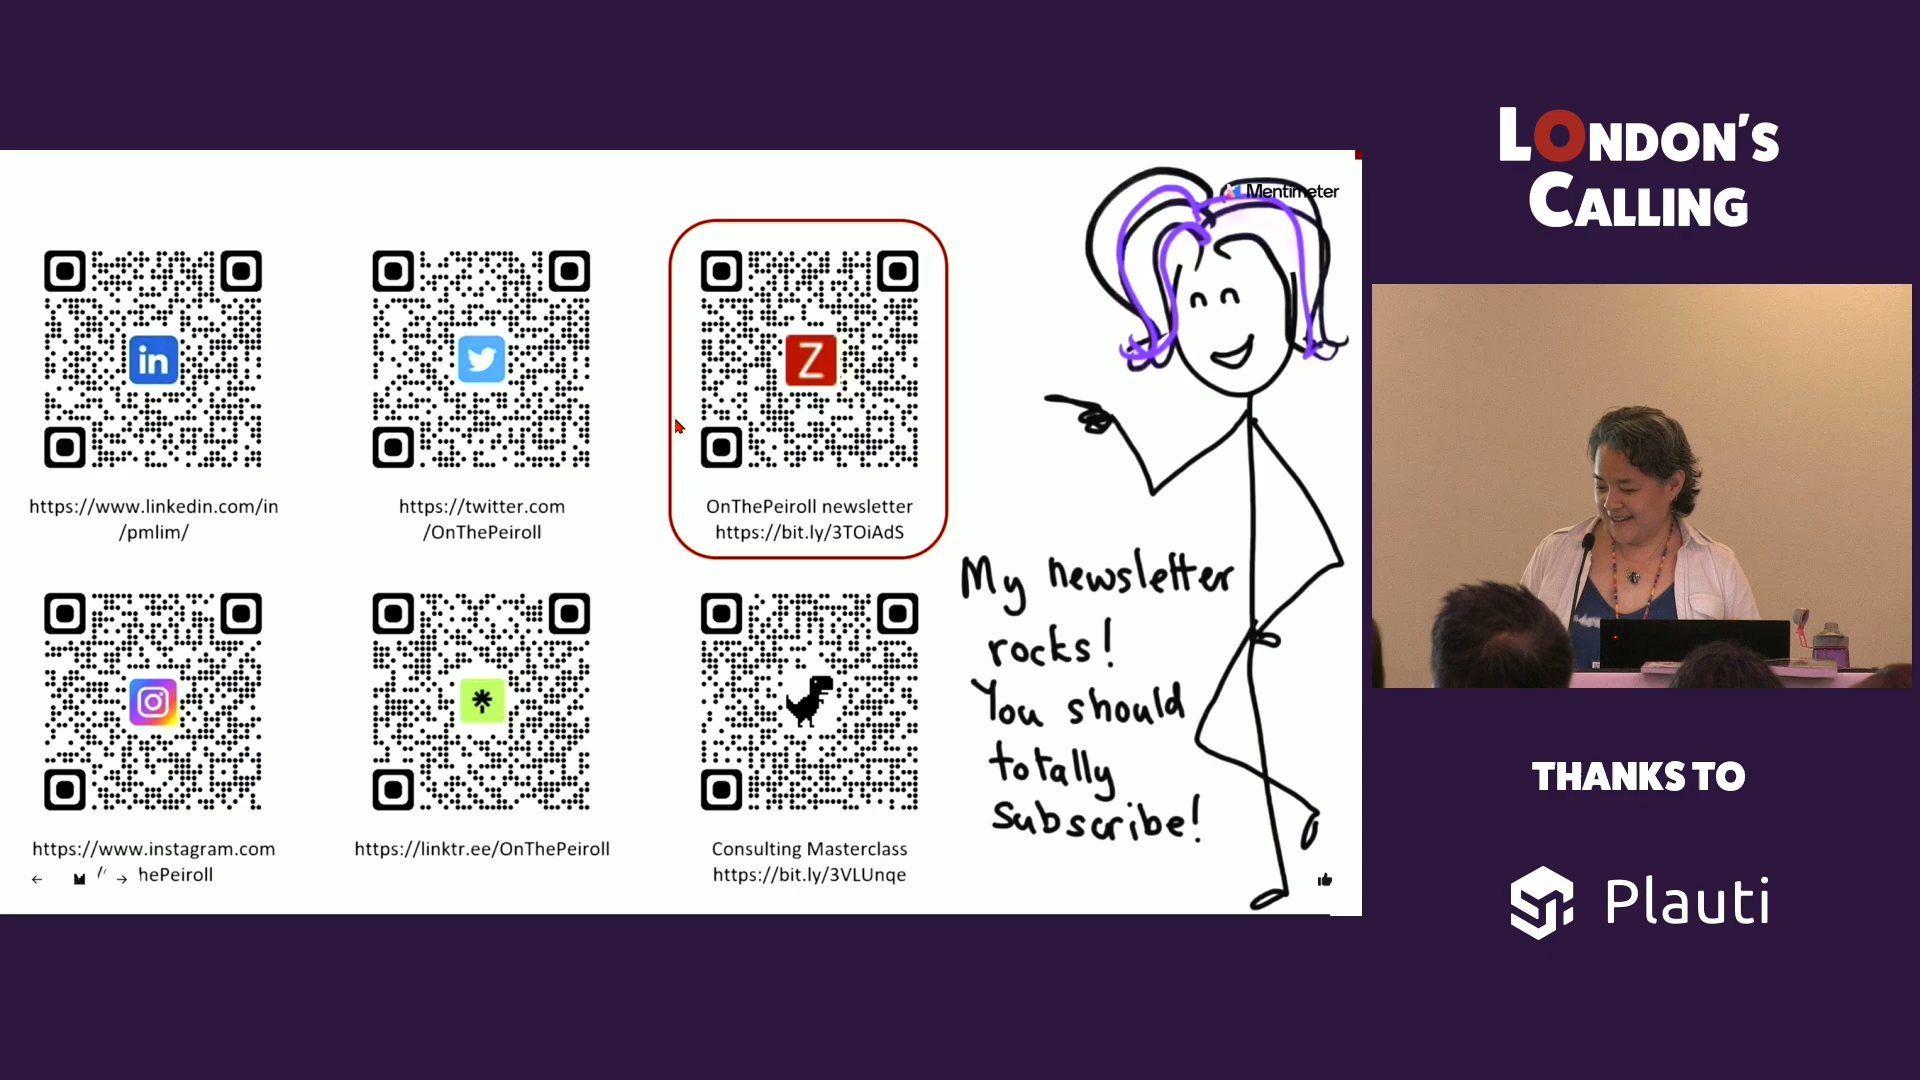 Mentimeter
in
Z
https://www.linkedin.com/in
/pmlim/
https://twitter.com
/OnThePeiroll
OnThePeiroll newsletter
https://bit.ly/3TOiAdS
My newsletter
rocks!
You should
totally
subscribe!
https://www.instagram.com
hePeiroll
https://linktr.ee/OnThePeiroll
Consulting Masterclass
https://bit.ly/3VLUnqe
LONDON'S
CALLING
THANKS TO
Plauti